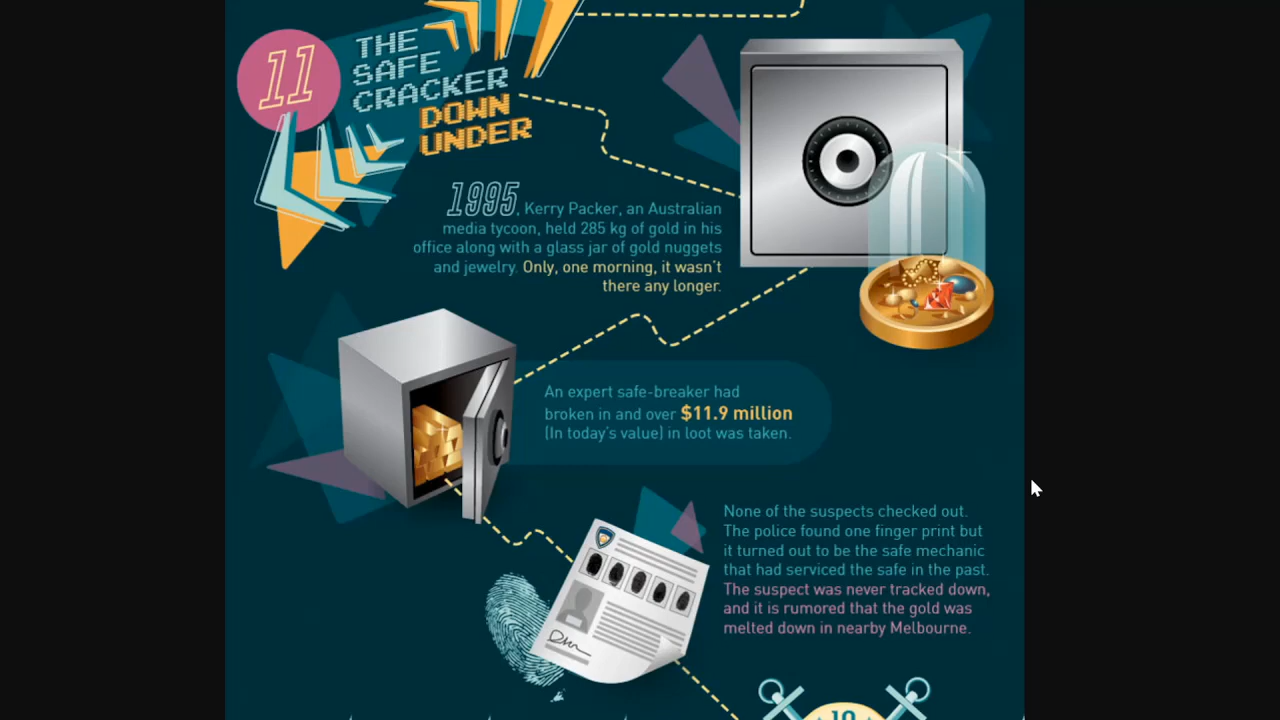 11
THE
SAFE
CRACKER
DOWN
UNDER
1995, Kerry Packer, an Australian
media tycoon, held 285 kg of gold in his
office along with a glass jar of gold nuggets
and jewelry. Only, one morning, it wasn't
there any longer.
An expert safe-breaker had
broken in and over $11.9 million
(In today's value) in loot was taken.
None of the suspects checked out.
The police found one finger print but
it turned out to be the safe mechanic
that had serviced the safe in the past.
The suspect was never tracked down,
and it is rumored that the gold was
melted down in nearby Melbourne.
10